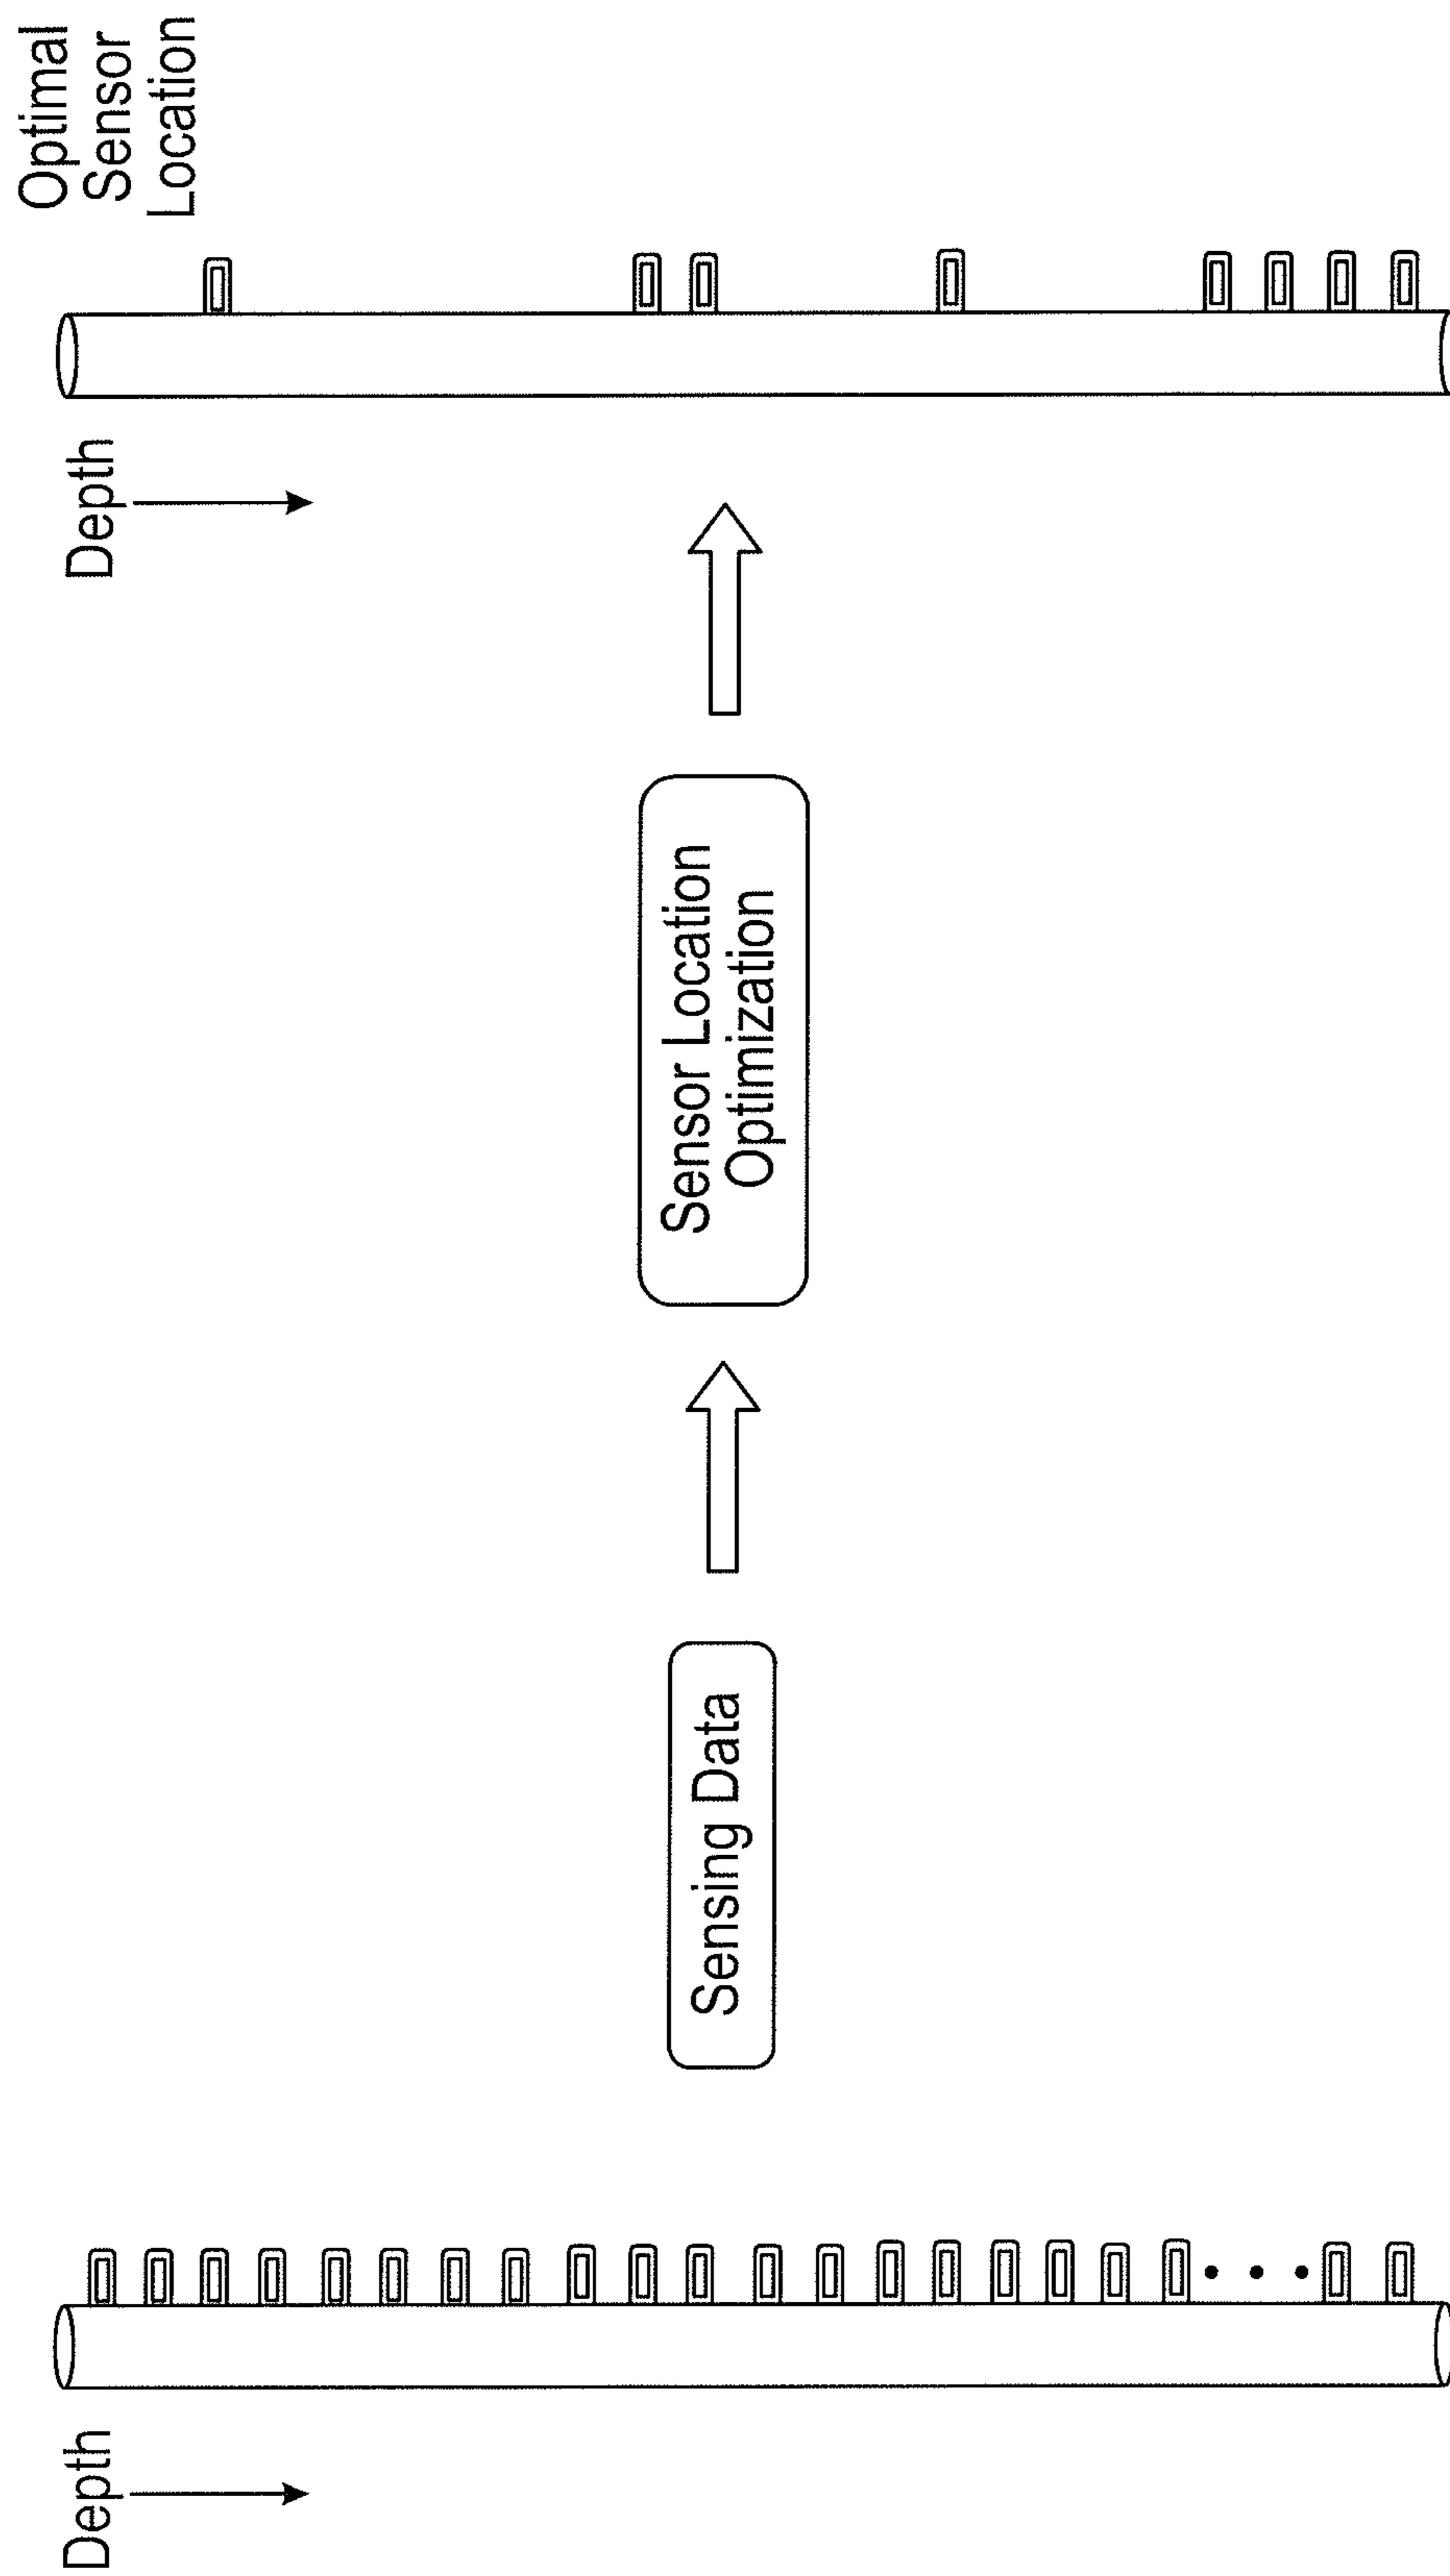 Depth
Sensing Data
Sensor Location
Optimization
Depth
Optimal
Sensor
Location